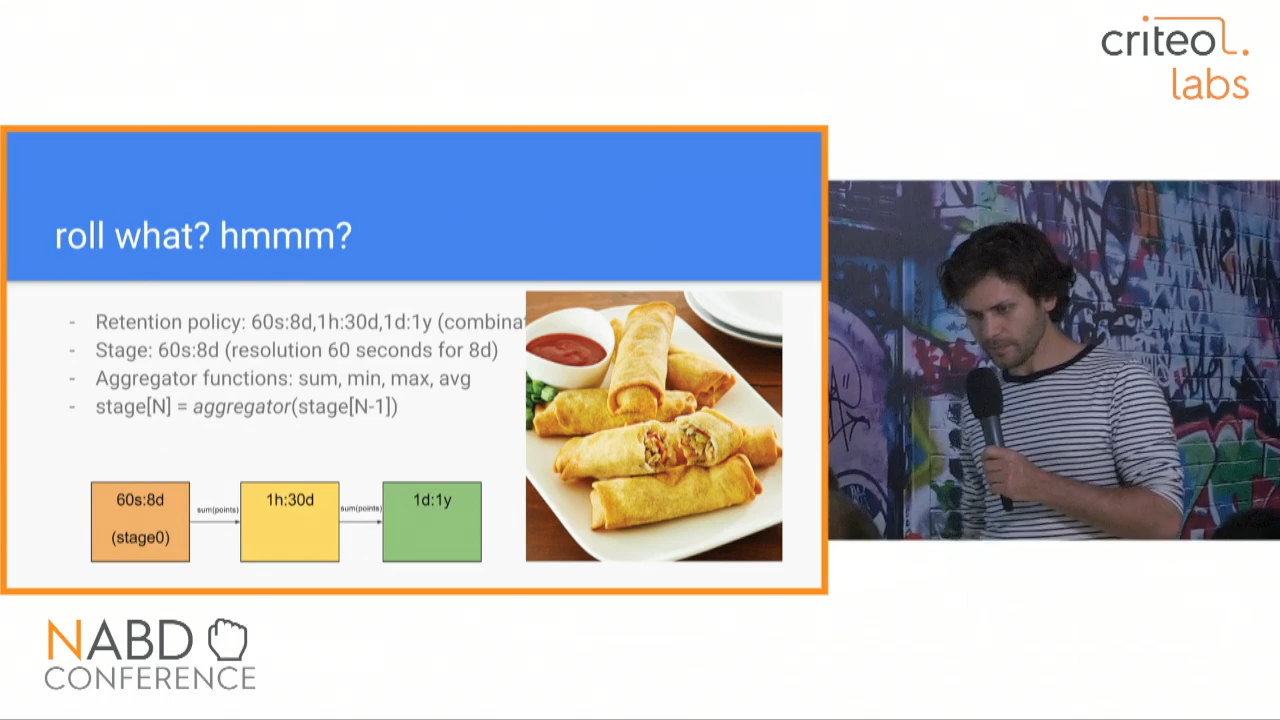 criteo.
labs
roll what? hmmm?
- Retention policy: 60s:8d,1h:30d,1d:1y (combina
- Stage: 60s:8d (resolution 60 seconds for 8d)
- Aggregator functions: sum, min, max, avg
- stage[N] = aggregator(stage[N-1])
60s:8d
(stage0)
sum(points)
1h:30d
sum(points)
1d:1y
NABD
CONFERENCE